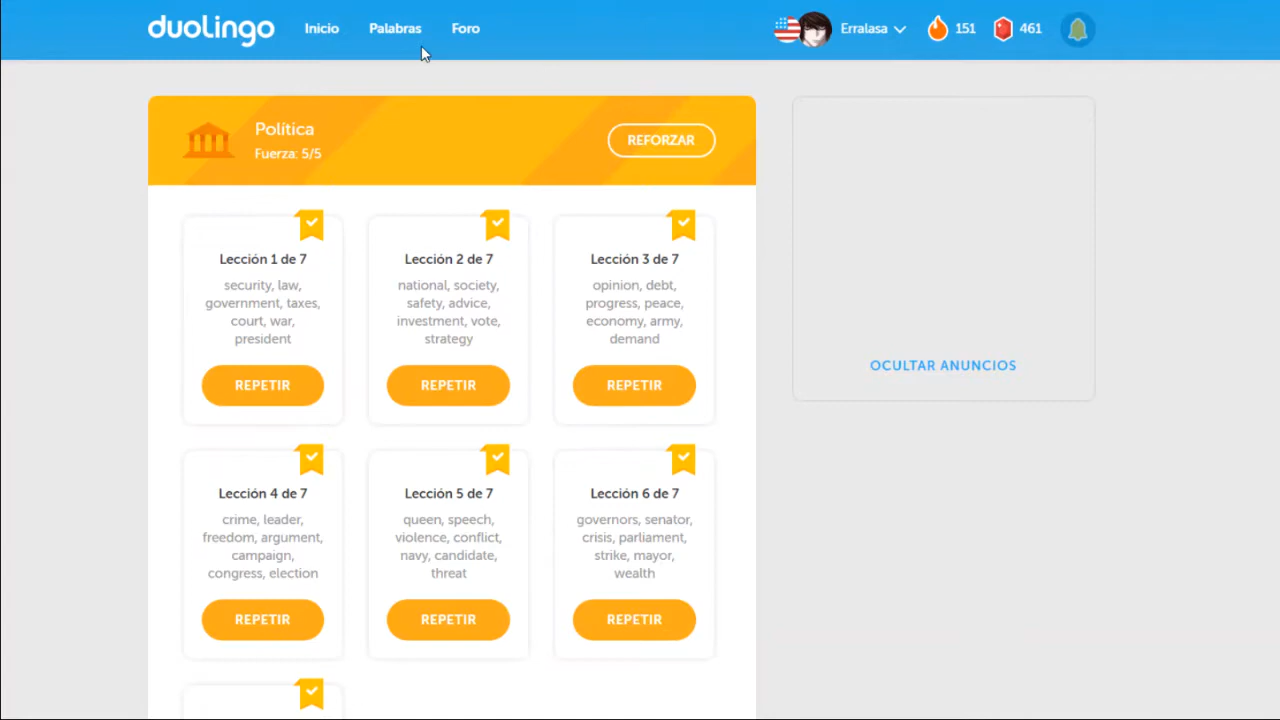 duolingo Inicio Palabras Foro Erralasa 151 461
Política
Fuerza: 5/5
REFORZAR
Lección 1 de 7
security, law,
government, taxes,
court, war,
president
REPETIR
Lección 2 de 7
national, society,
safety, advice,
investment, vote,
strategy
REPETIR
Lección 3 de 7
opinion, debt,
progress, peace,
economy, army,
demand
REPETIR
OCULTAR ANUNCIOS
Lección 4 de 7
crime, leader,
freedom, argument,
campaign,
congress, election
REPETIR
Lección 5 de 7
queen, speech,
violence, conflict,
navy, candidate,
threat
REPETIR
Lección 6 de 7
governors, senator,
crisis, parliament,
strike, mayor,
wealth
REPETIR